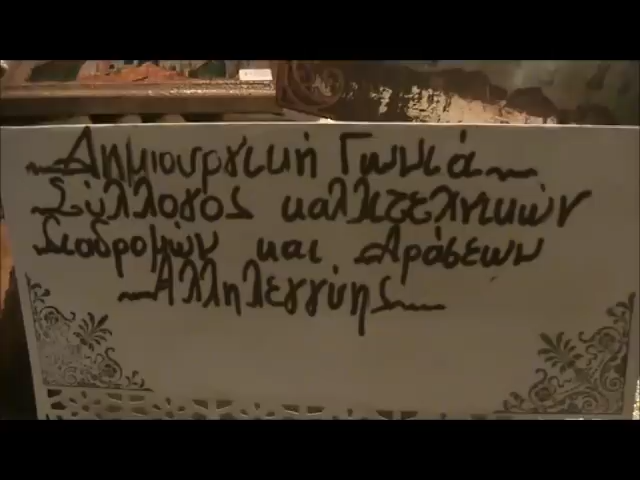 ~Δημιουργική Γωνιά~
Σύλλογος καλλιτεχνικών
Διαδρομών και Δράσεων
~Αλληλεγγύης~